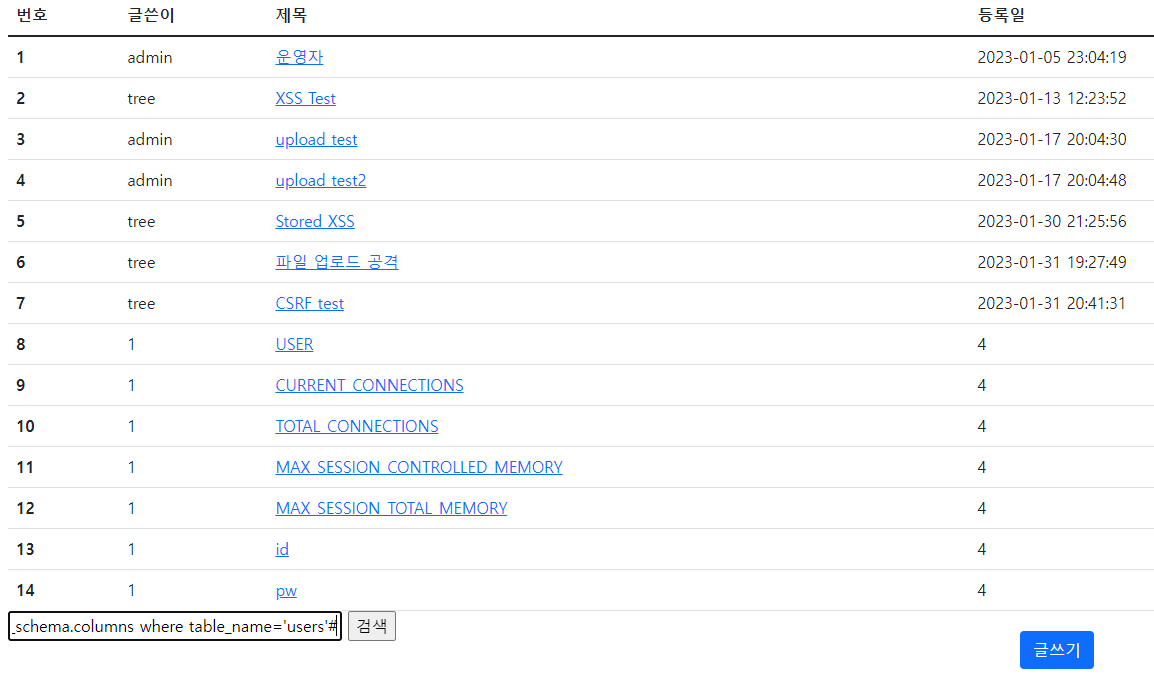 번호 글쓴이 제목 등록일
1 admin 운영자 2023-01-05 23:04:19
2 tree XSS Test 2023-01-13 12:23:52
3 admin upload test 2023-01-17 20:04:30
4 admin upload test2 2023-01-17 20:04:48
5 tree Stored XSS 2023-01-30 21:25:56
6 tree 파일 업로드 공격 2023-01-31 19:27:49
7 tree CSRF test 2023-01-31 20:41:31
8 1 USER 4
9 1 CURRENT_CONNECTIONS 4
10 1 TOTAL_CONNECTIONS 4
11 1 MAX_SESSION_CONTROLLED_MEMORY 4
12 1 MAX_SESSION_TOTAL_MEMORY 4
13 1 id 4
14 1 pw 4
_schema.columns where table_name='users'# 검색
글쓰기